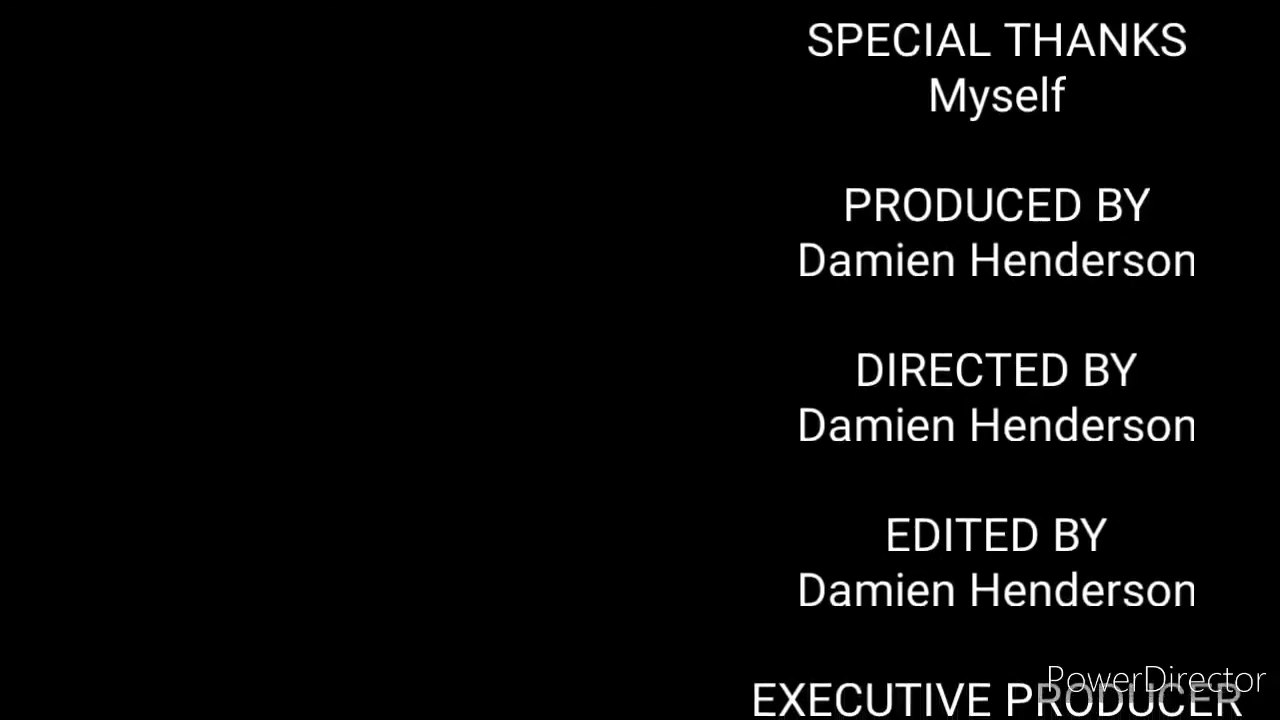 SPECIAL THANKS
Myself
PRODUCED BY
Damien Henderson
DIRECTED BY
Damien Henderson
EDITED BY
Damien Henderson
EXECUTIVE PRODUCER
PowerDirector